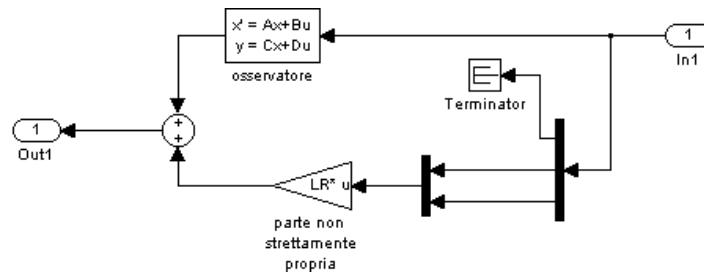 x' = Ax+Bu
y = Cx+Du
osservatore
1
In1
Terminator
1
Out1
+
+
LR* u
parte non
strettamente
propria